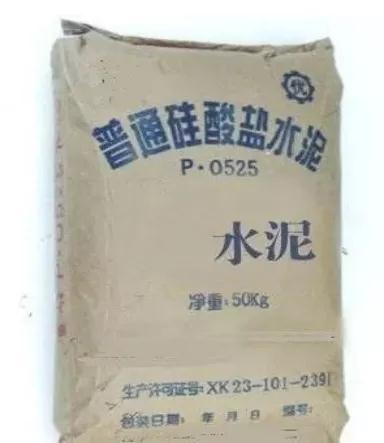 优
普通硅酸盐水泥
P·O525
水泥
净重:50Kg
生产许可证号:XK23-101-2391
包装日期: 年 月 日 编号: